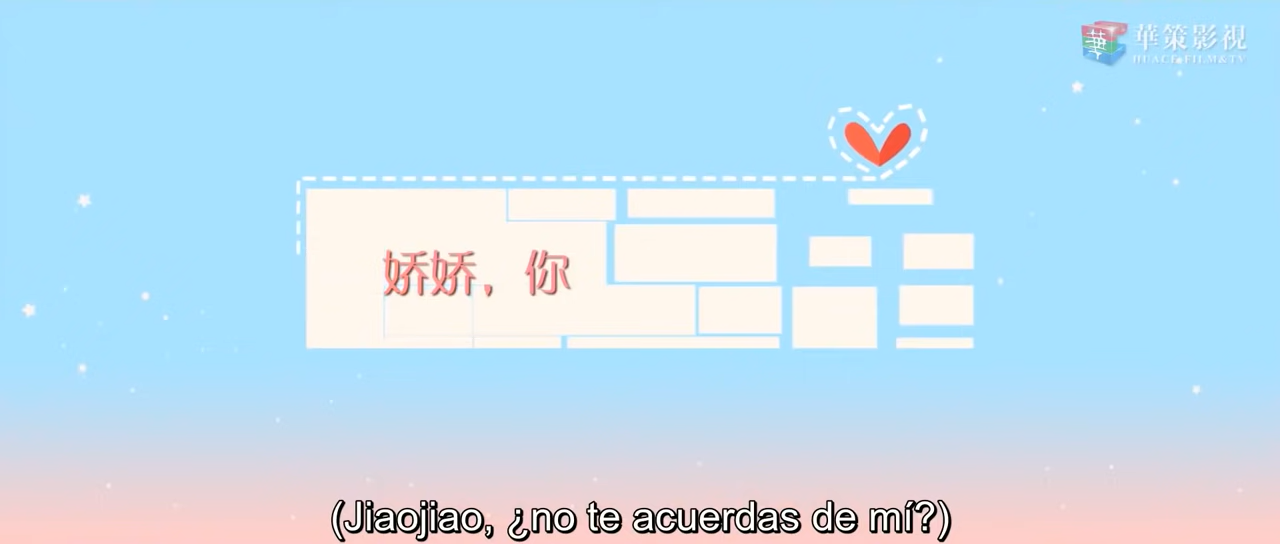 華策影視
HUACE FILM&TV
娇娇，你
(Jiaojiao, ¿no te acuerdas de mí?)